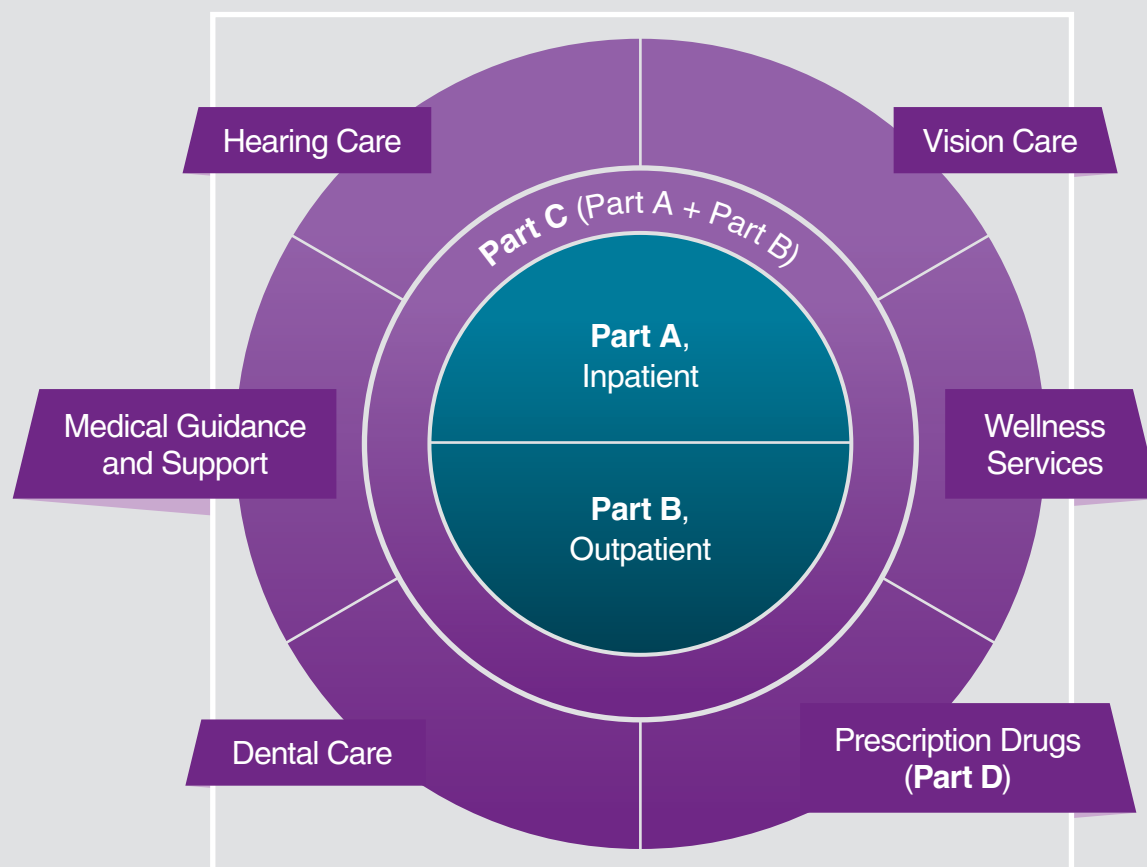 Hearing Care
Vision Care
Part C (Part A + Part B)
Part A,
Inpatient
Medical Guidance
and Support
Wellness
Services
Part B,
Outpatient
Dental Care
Prescription Drugs
(Part D)